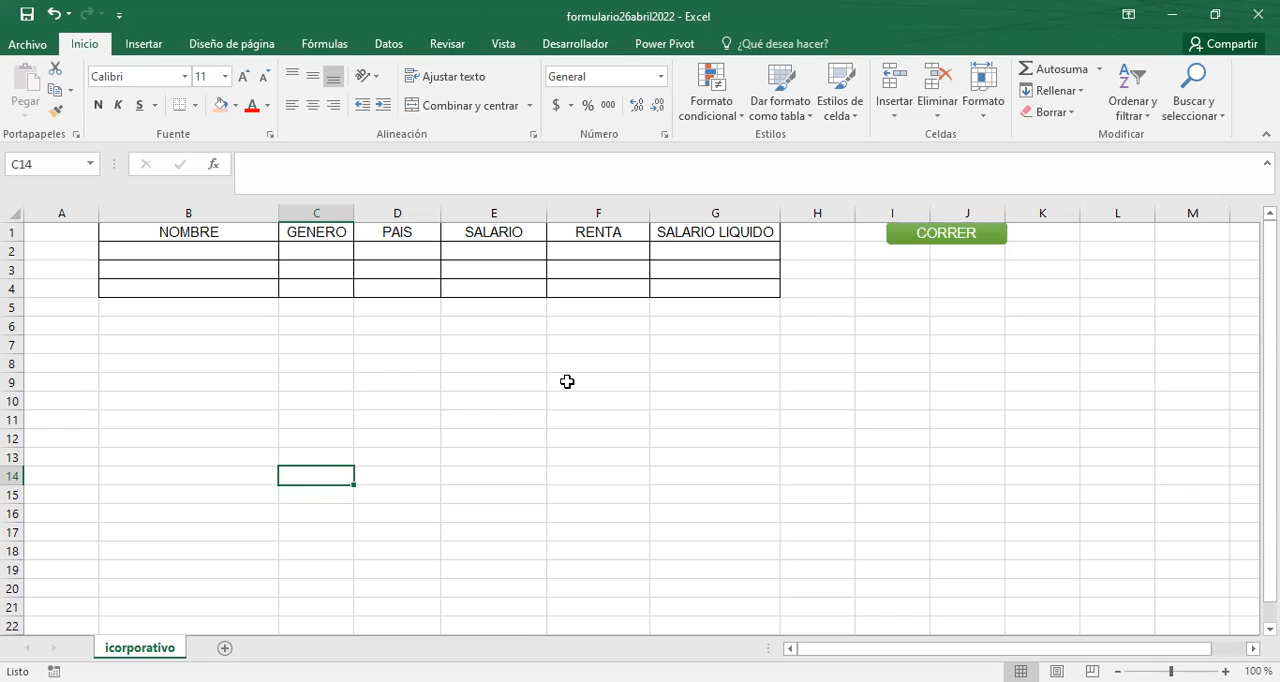 formulario26abril2022 - Excel
Archivo Inicio Insertar Diseño de página Fórmulas Datos Revisar Vista Desarrollador Power Pivot ¿Qué desea hacer? Compartir
Pegar
Portapapeles
Calibri 11
N K S
Fuente
Ajustar texto
Combinar y centrar
Alineación
General
$ % 000
Número
Formato condicional
Dar formato como tabla
Estilos de celda
Estilos
Insertar Eliminar Formato
Celdas
Autosuma
Rellenar
Borrar
Ordenar y filtrar
Buscar y seleccionar
Modificar
C14 fx
A B C D E F G H I J K L M
1 NOMBRE GENERO PAIS SALARIO RENTA SALARIO LIQUIDO CORRER
2
3
4
5
6
7
8
9
10
11
12
13
14
15
16
17
18
19
20
21
22
icorporativo
Listo 100 %